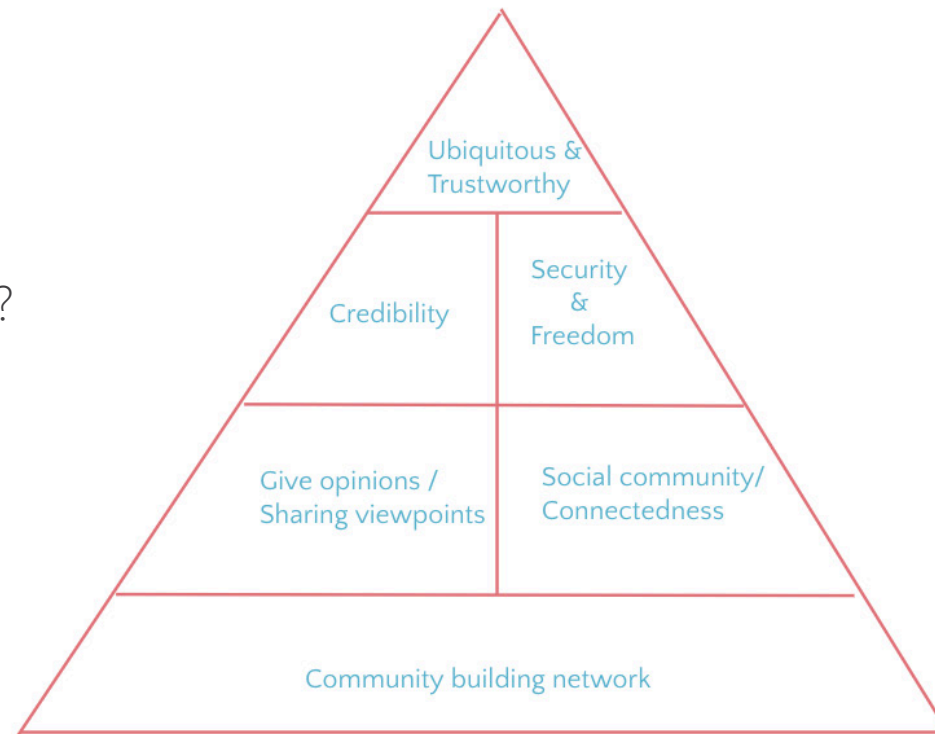 ?
Ubiquitous &
Trustworthy
Credibility
Security
&
Freedom
Give opinions /
Sharing viewpoints
Social community/
Connectedness
Community building network